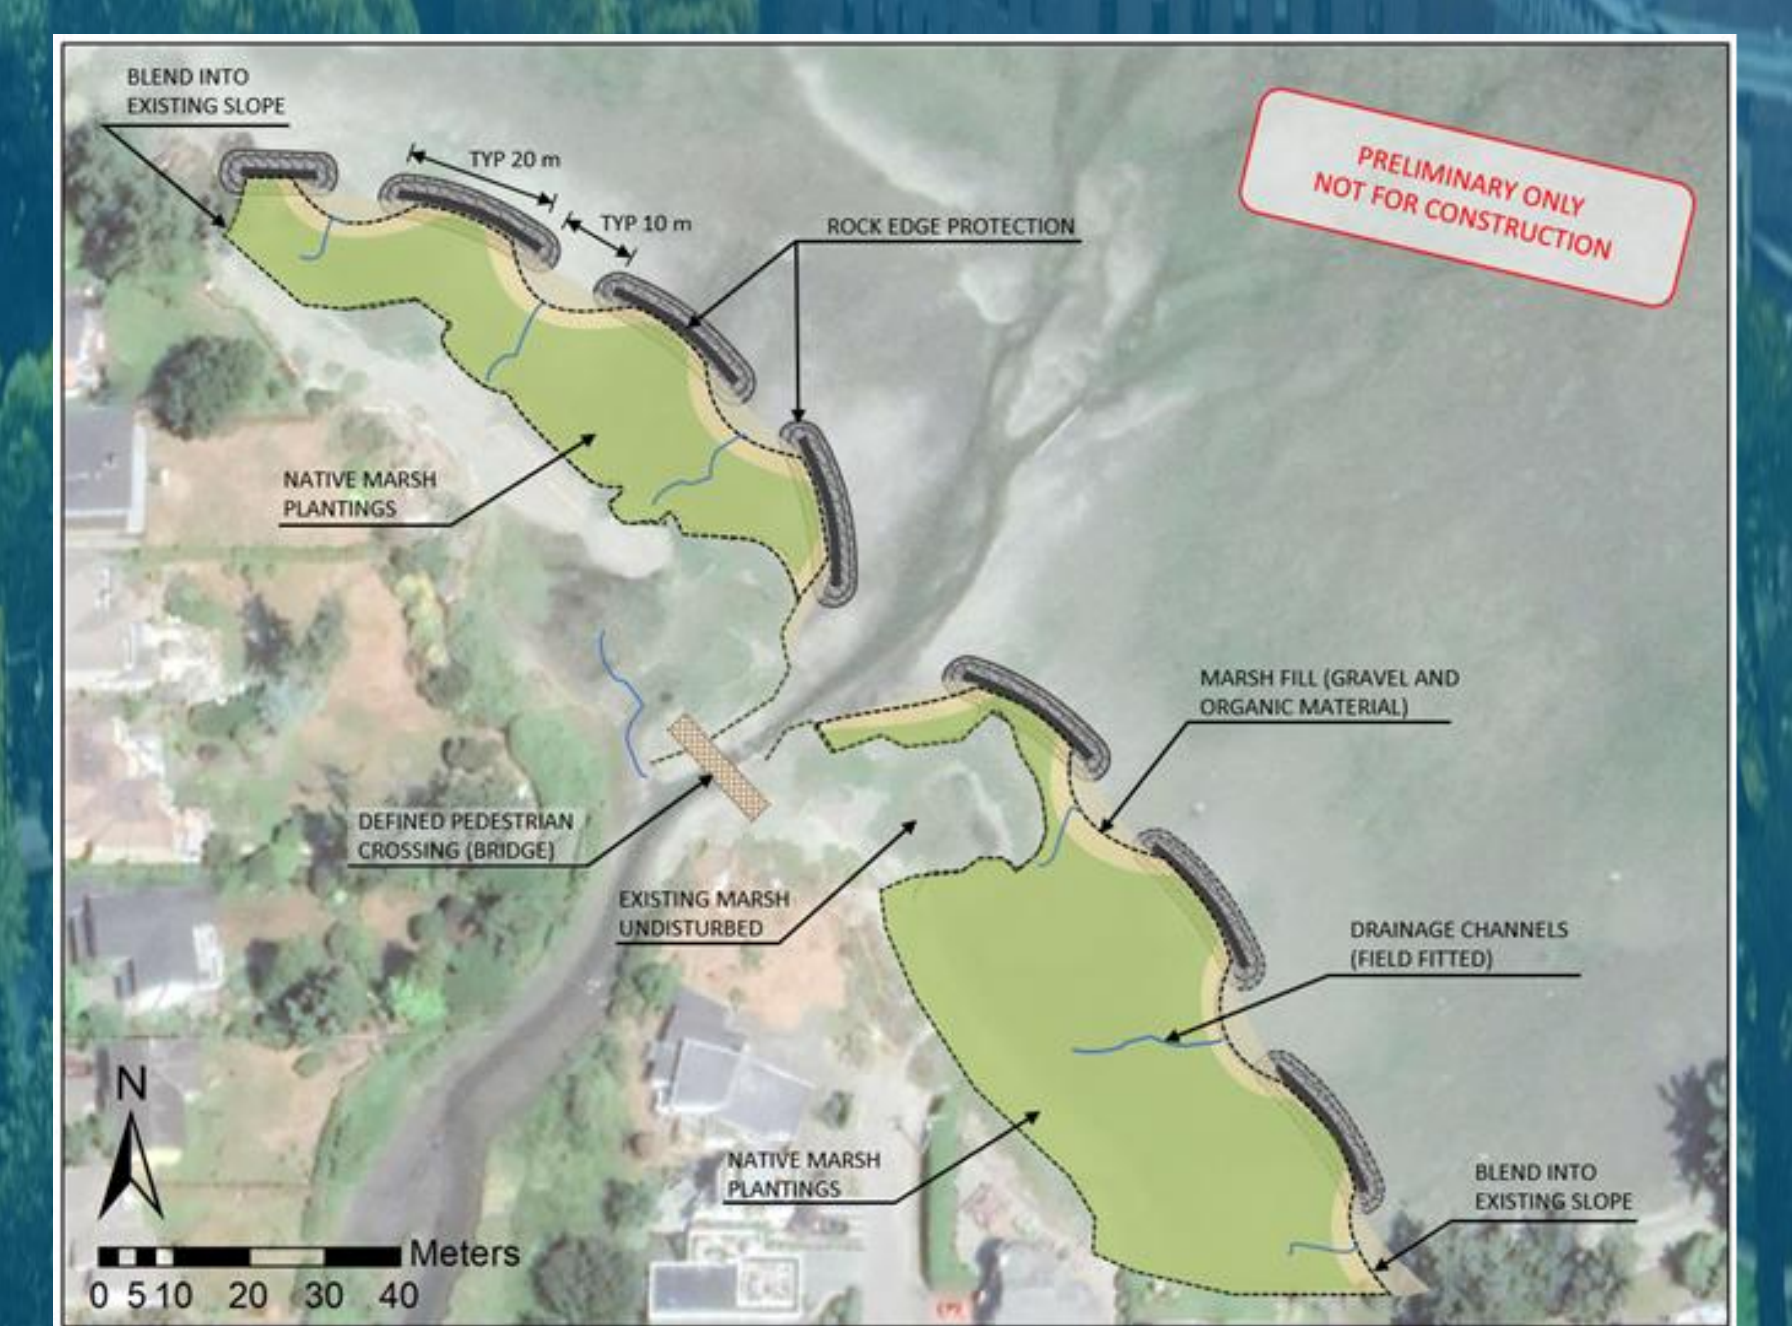 BLEND INTO
EXISTING SLOPE
TYP 20 m
TYP 10 m
ROCK EDGE PROTECTION
PRELIMINARY ONLY
NOT FOR CONSTRUCTION
NATIVE MARSH
PLANTINGS
MARSH FILL (GRAVEL AND
ORGANIC MATERIAL)
DEFINED PEDESTRIAN
CROSSING (BRIDGE)
EXISTING MARSH
UNDISTURBED
DRAINAGE CHANNELS
(FIELD FITTED)
NATIVE MARSH
PLANTINGS
BLEND INTO
EXISTING SLOPE
N
Meters
0 5 10 20 30 40